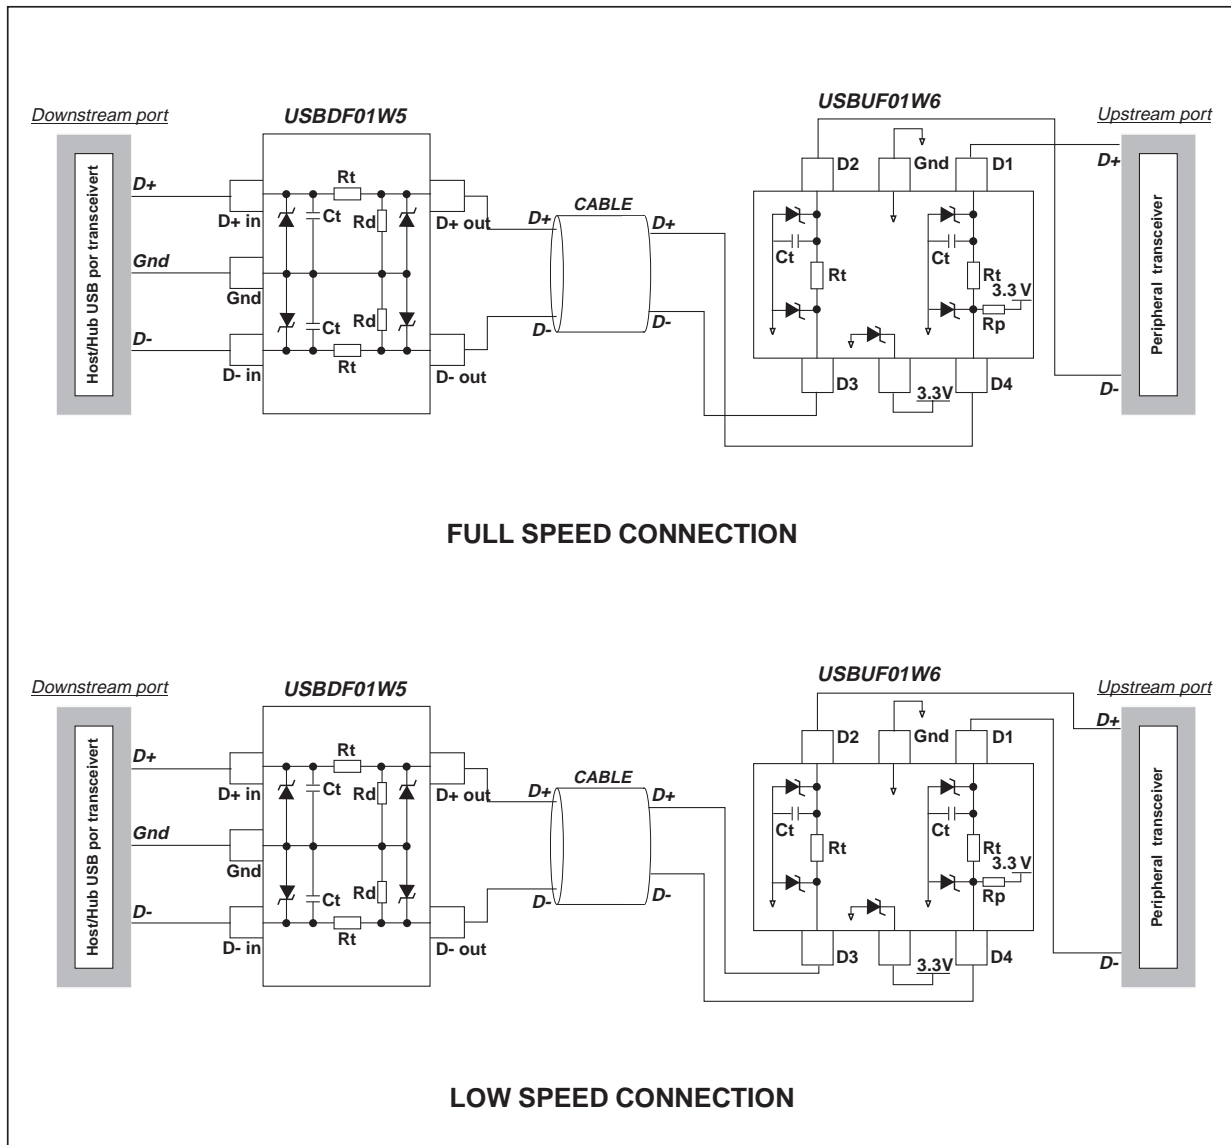 USBUF01W6
Downstream port
USBDF01W5
Upstream port
D+
D2
Gnd
D1
Host/Hub USB por transceivert
D+
Rt
D+ in
Ct
Rd
D+ out
CABLE
D+
D+
Peripheral transceiver
Gnd
Gnd
Ct
Rt
Ct
Rt
3.3 V
Rp
D-
D- in
Ct
Rd
Rt
D- out
D-
D-
D3
3.3V
D4
D-
FULL SPEED CONNECTION
USBUF01W6
Downstream port
USBDF01W5
Upstream port
D+
D2
Gnd
D1
Host/Hub USB por transceivert
D+
Rt
D+ in
Ct
Rd
D+ out
CABLE
D+
D+
Peripheral transceiver
Gnd
Gnd
Ct
Rt
Ct
Rt
3.3 V
Rp
D-
D- in
Ct
Rd
Rt
D- out
D-
D-
D3
3.3V
D4
D-
LOW SPEED CONNECTION